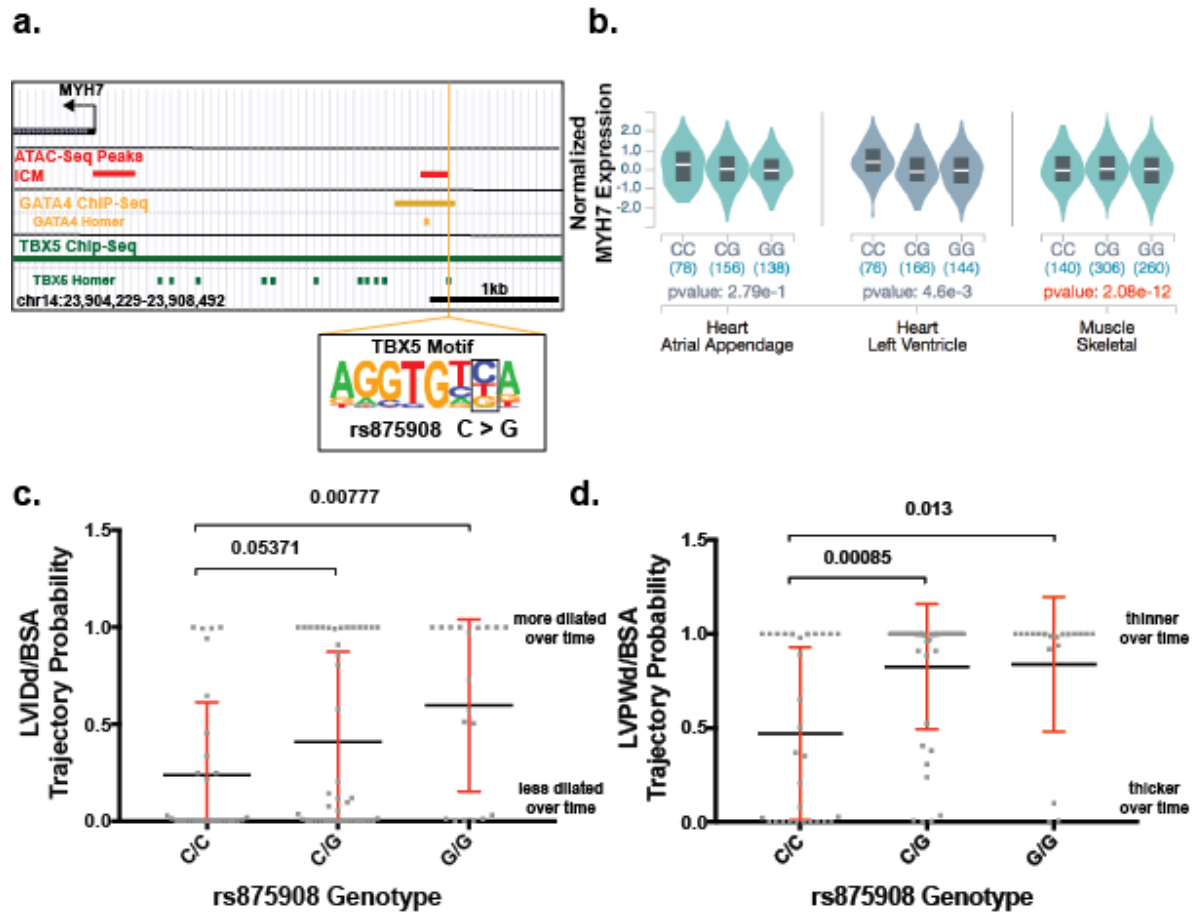 a.
MYH7
ATAC-Seq Peaks
ICM
GATA4 ChIP-Seq
GATA4 Homer
TBX5 Chip-Seq
TBX5 Homer
chr14:23,904,229-23,908,492
1kb
TBX5 Motif
AGGTGTCA
rs875908 C > G
b.
Normalized
MYH7 Expression
2.0
1.0
0.0
-1.0
-2.0
CC CG GG
(78) (156) (138)
pvalue: 2.79e-1
Heart
Atrial Appendage
CC CG GG
(76) (166) (144)
pvalue: 4.6e-3
Heart
Left Ventricle
CC CG GG
(140) (306) (260)
pvalue: 2.08e-12
Muscle
Skeletal
c.
0.00777
0.05371
LVIDd/BSA
Trajectory Probability
1.5
1.0
0.5
0.0
more dilated
over time
less dilated
over time
C/C
C/G
G/G
rs875908 Genotype
d.
0.013
0.00085
LVPWd/BSA
Trajectory Probability
1.5
1.0
0.5
0.0
thinner
over time
thicker
over time
C/C
C/G
G/G
rs875908 Genotype